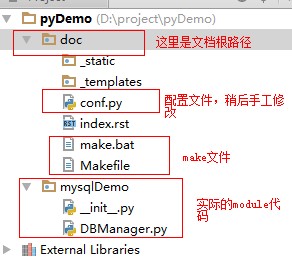 pyDemo (D:\project\pyDemo)
doc
这里是文档根路径
_static
_templates
conf.py
配置文件，稍后手工修
改
index.rst
make.bat
make文件
Makefile
mysqlDemo
__init__.py
实际的module代
码
DBManager.py
External Libraries